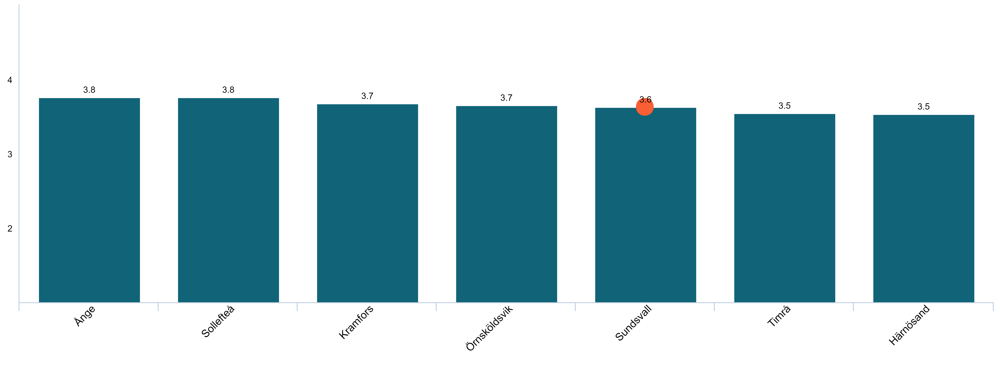 4
3
2
3.8
3.8
3.7
3.7
3.6
3.5
3.5
Ånge
Sollefteå
Kramfors
Örnsköldsvik
Sundsvall
Timrå
Härnösand